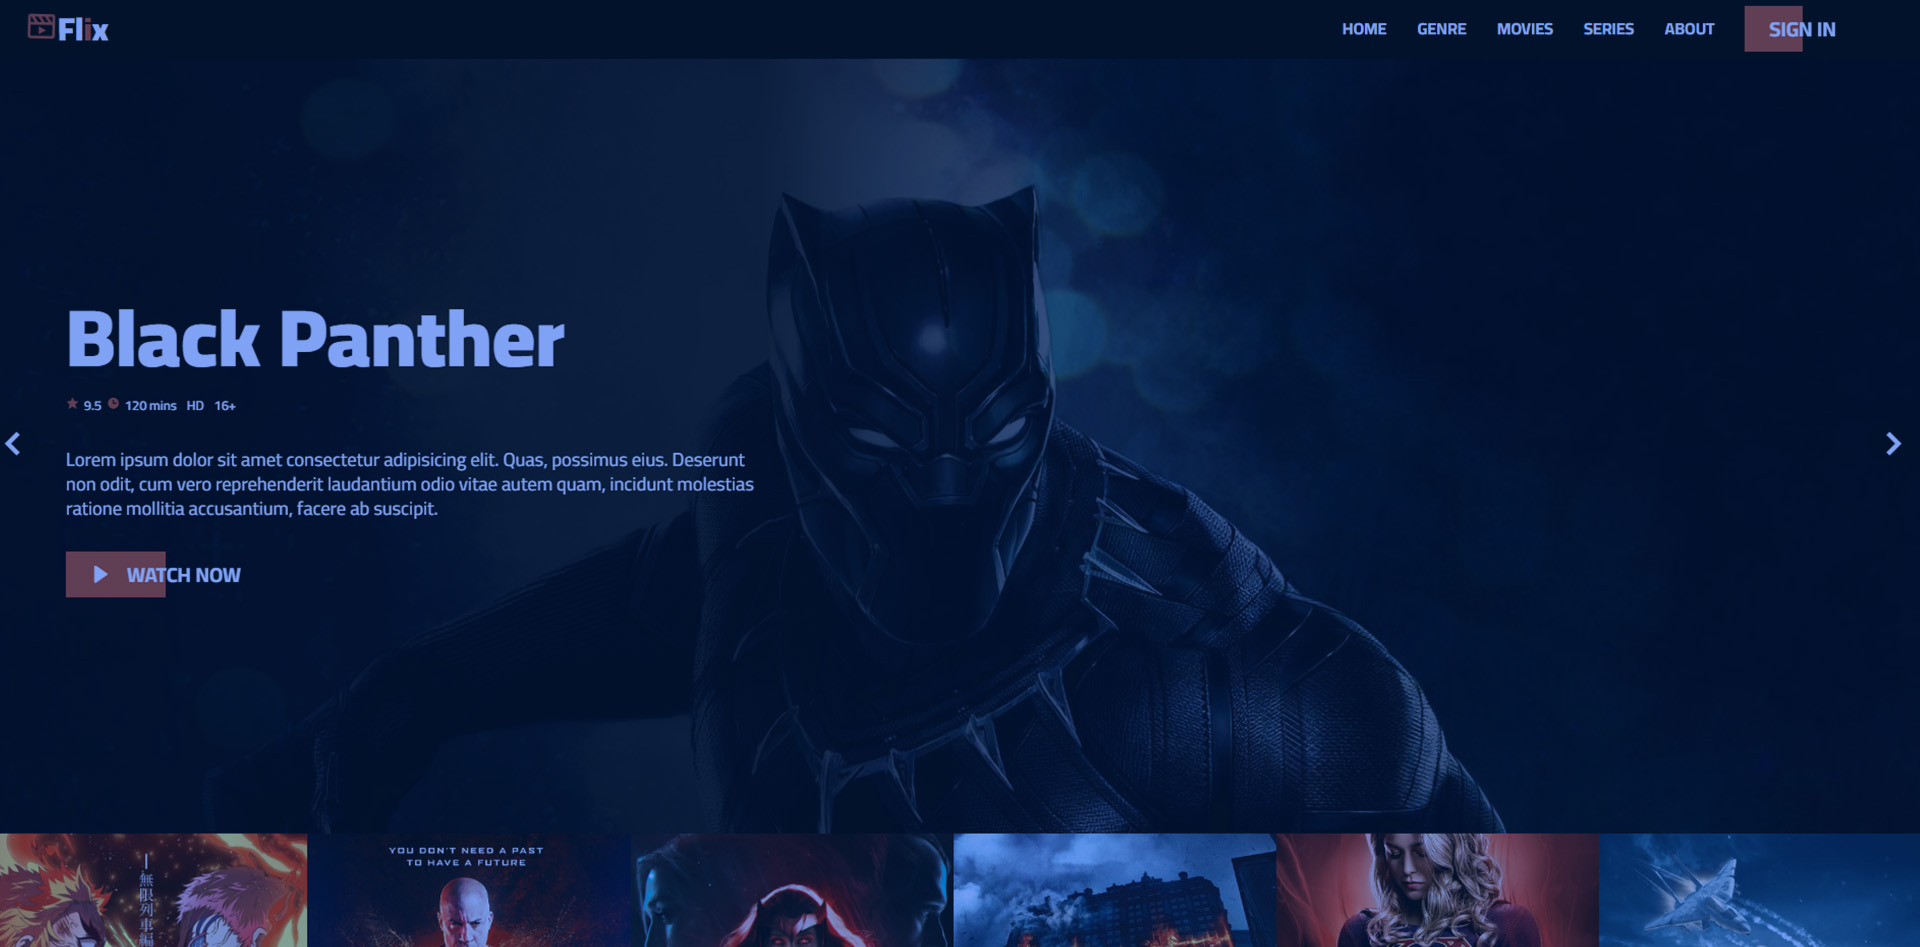 Flix
HOME GENRE MOVIES SERIES ABOUT SIGN IN
Black Panther
9.5 120 mins HD 16+
Lorem ipsum dolor sit amet consectetur adipisicing elit. Quas, possimus eius. Deserunt
non odit, cum vero reprehenderit laudantium odio vitae autem quam, incidunt molestias
ratione mollitia accusantium, facere ab suscipit.
WATCH NOW
無限列車編
YOU DON'T NEED A PAST
TO HAVE A FUTURE